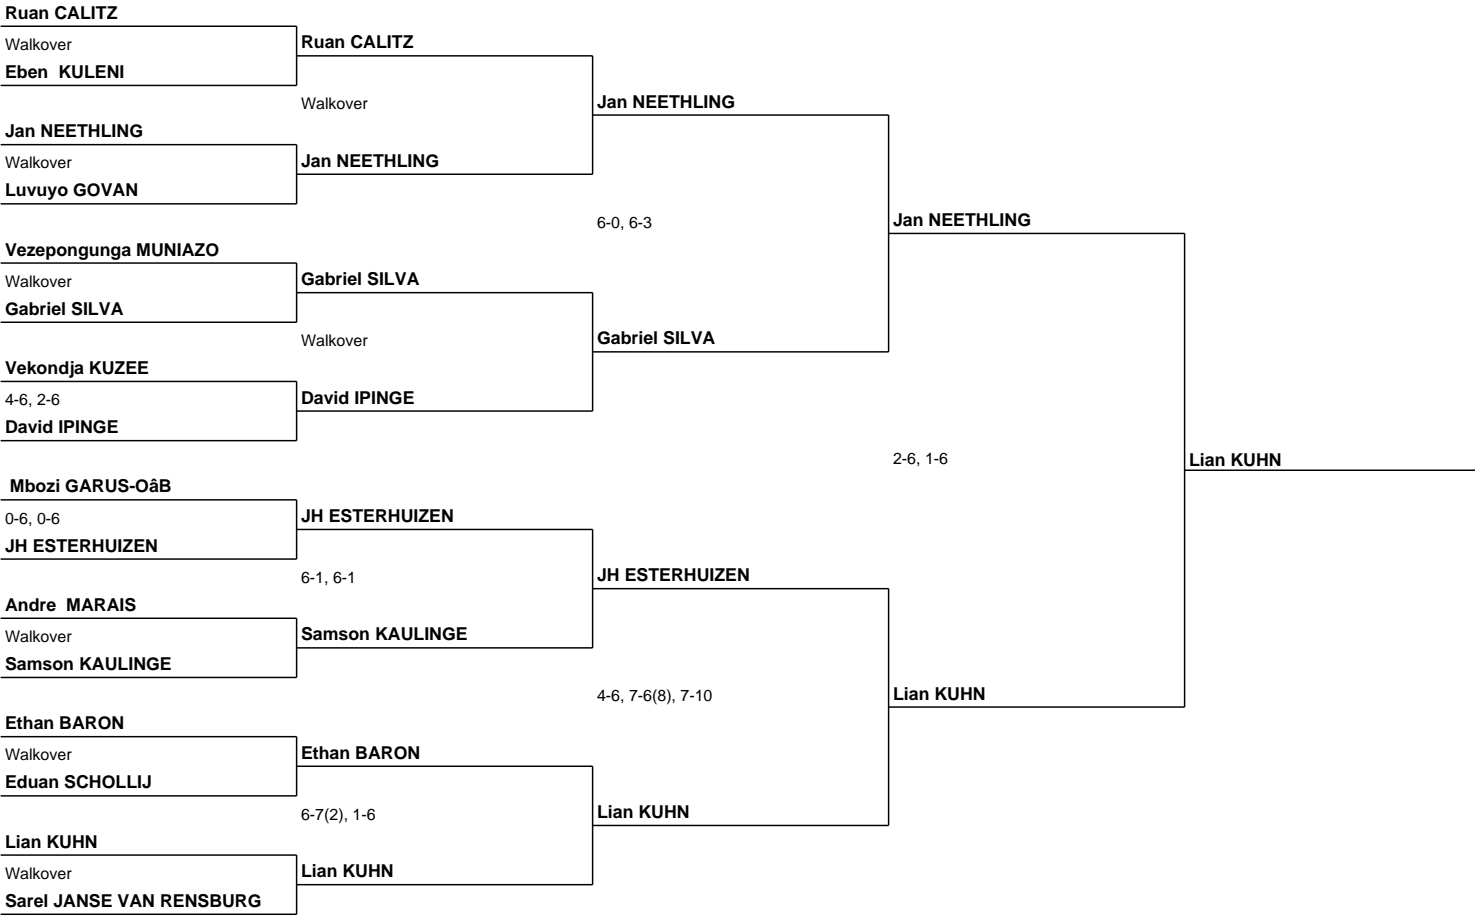 Ruan CALITZ
Walkover
Eben  KULENI
Jan NEETHLING
Walkover
Luvuyo GOVAN
Vezepongunga MUNIAZO
Walkover
Gabriel SILVA
Vekondja KUZEE
4-6, 2-6
David IPINGE
Mbozi GARUS-OâB
0-6, 0-6
JH ESTERHUIZEN
Andre  MARAIS
Walkover
Samson KAULINGE
Ethan BARON
Walkover
Eduan SCHOLLIJ
Lian KUHN
Walkover
Sarel JANSE VAN RENSBURG
Ruan CALITZ
Walkover
Jan NEETHLING
Gabriel SILVA
Walkover
David IPINGE
JH ESTERHUIZEN
6-1, 6-1
Samson KAULINGE
Ethan BARON
6-7(2), 1-6
Lian KUHN
Jan NEETHLING
6-0, 6-3
Gabriel SILVA
JH ESTERHUIZEN
4-6, 7-6(8), 7-10
Lian KUHN
Jan NEETHLING
2-6, 1-6
Lian KUHN
Lian KUHN